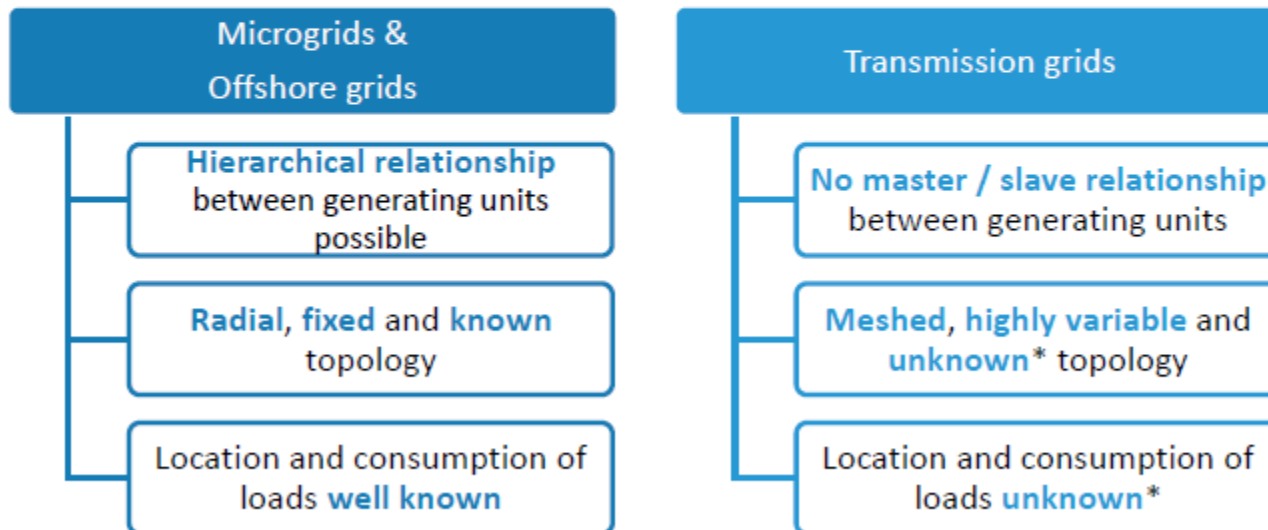 Microgrids &
Offshore grids
Hierarchical relationship
between generating units
possible
Radial, fixed and known
topology
Location and consumption of
loads well known
Transmission grids
No master / slave relationship
between generating units
Meshed, highly variable and
unknown* topology
Location and consumption of
loads unknown*